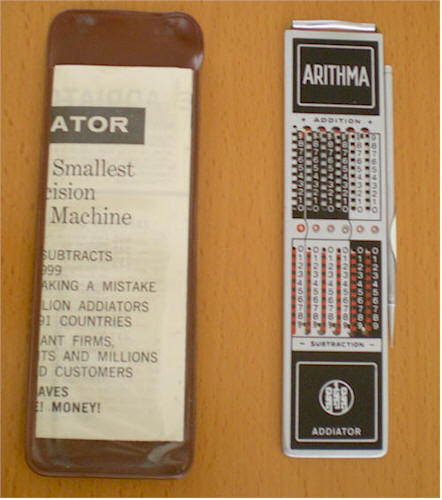 ATOR
Smallest
cision
Machine
SUBTRACTS
999
AKING A MISTAKE
LION ADDIATORS
91 COUNTRIES
ANT FIRMS,
ITS AND MILLIONS
D CUSTOMERS
AVES
E! MONEY!
ARITHMA
+ ADDITION +
− SUBTRACTION −
ADDIATOR